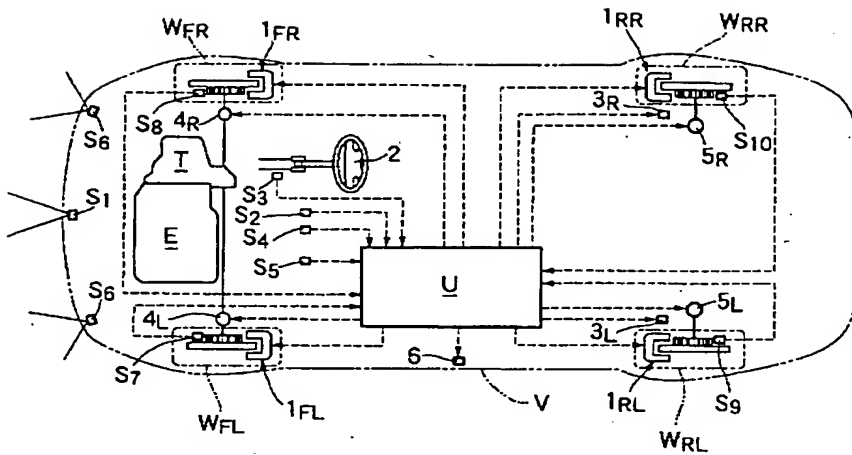 WFR 1FR 1RR WRR
S8 4R 3R S10
S6 5R
T S3 2
S1 S2
E S4
S5 U
S6 4L 5L
3L
S7 6 S9
WFL 1FL V 1RL WRL